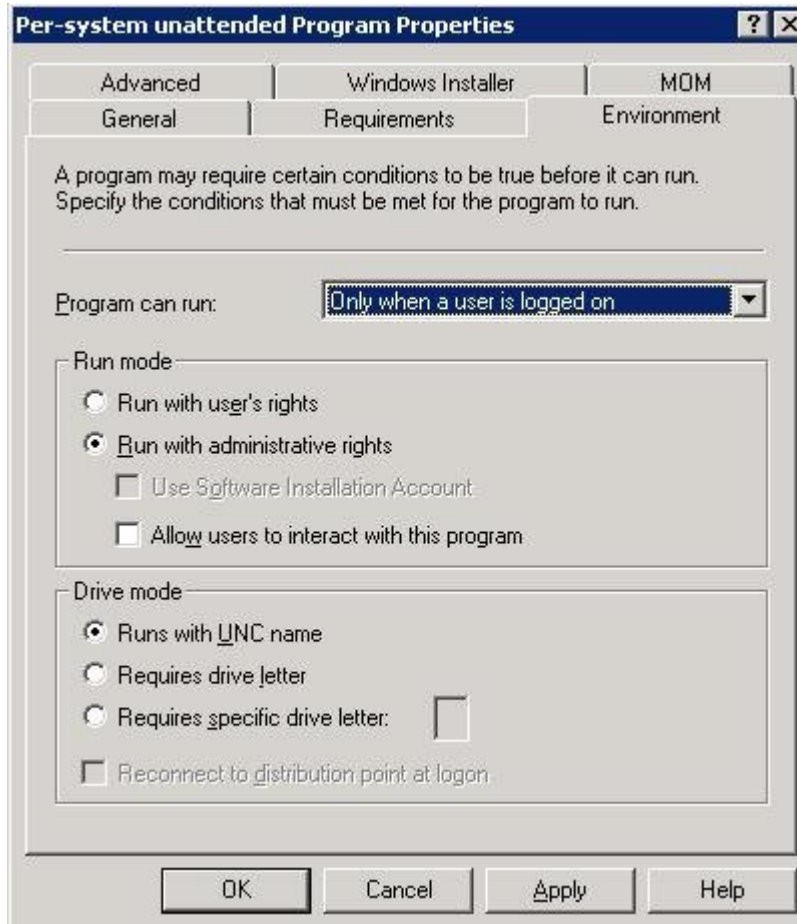 Per-system unattended Program Properties
Advanced
Windows Installer
MOM
General
Requirements
Environment
A program may require certain conditions to be true before it can run.
Specify the conditions that must be met for the program to run.
Program can run:
Only when a user is logged on
Run mode
Run with user's rights
Run with administrative rights
Use Software Installation Account
Allow users to interact with this program
Drive mode
Runs with UNC name
Requires drive letter
Requires specific drive letter:
Reconnect to distribution point at logon
OK
Cancel
Apply
Help